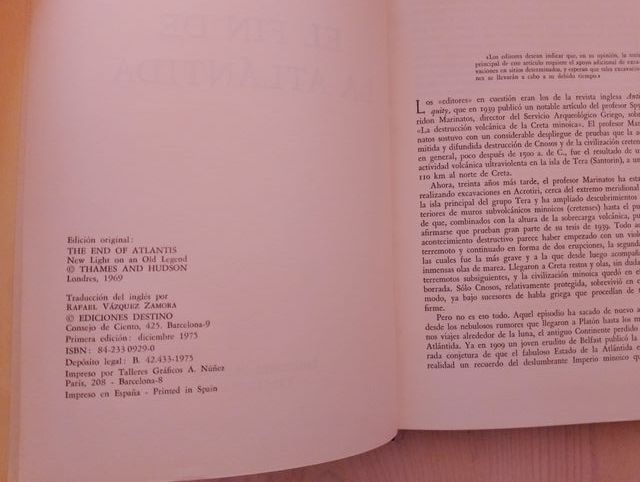 Edición original:
THE END OF ATLANTIS
New Light on an Old Legend
© THAMES AND HUDSON
Londres, 1969
Traducción del inglés por
RAFAEL VÁZQUEZ ZAMORA
© EDICIONES DESTINO
Consejo de Ciento, 425. Barcelona-9
Primera edición: diciembre 1975
ISBN: 84-233-0929-0
Depósito legal: B. 42.433-1975
Impreso por Talleres Gráficos A. Núñez
París, 208 - Barcelona-8
Impreso en España - Printed in Spain
«Los editores desean indicar que, en su opinión, la
principal de este artículo requiere el apoyo adicional de
vaciones en sitios determinados, y esperan que tales
nes se llevarán a cabo a su debido tiempo»
Los «editores» en cuestión eran los de la revista inglesa
quity, que en 1939 publicó un notable artículo del profesor
ridon Marinatos, director del Servicio Arqueológico Griego,
«La destrucción volcánica de la Creta minoica». El profesor
natos sostuvo con un considerable despliegue de pruebas que la
mitida y difundida destrucción de Cnosos y de la civilización
en general, poco después de 1500 a. de C., fue el resultado de
actividad volcánica ultraviolenta en la isla de Tera (Santorín), a
110 km al norte de Creta.
Ahora, treinta años más tarde, el profesor Marinatos ha
realizando excavaciones en Acrotiri, cerca del extremo meridional
la isla principal del grupo Tera y ha ampliado descubrimientos
teriores de muros subvolcánicos minoicos (cretenses) hasta el
de que, combinados con la altura de la sobrecarga volcánica,
afirmarse que prueban gran parte de su tesis de 1939. Todo
acontecimiento destructivo parece haber empezado con un
terremoto y continuado en forma de dos erupciones, la
las cuales fue la más grave y a la que desde luego
inmensas olas de marea. Llegaron a Creta restos y olas, sin
terremotos subsiguientes, y la civilización minoica quedó en
borrada. Sólo Cnosos, relativamente protegida, sobrevivió en
modo, ya bajo sucesores de habla griega que procedían de
Pero no es eso todo. Aquel episodio ha sacado de nuevo
desde los nebulosos rumores que llegaron a Platón hasta los
nos viajes alrededor de la luna, el antiguo Continente perdido
Atlántida. Ya en 1909 un joven erudito de Belfast publicó la
rada conjetura de que el fabuloso Estado de la Atlántida
realidad un recuerdo del deslumbrante Imperio minoico